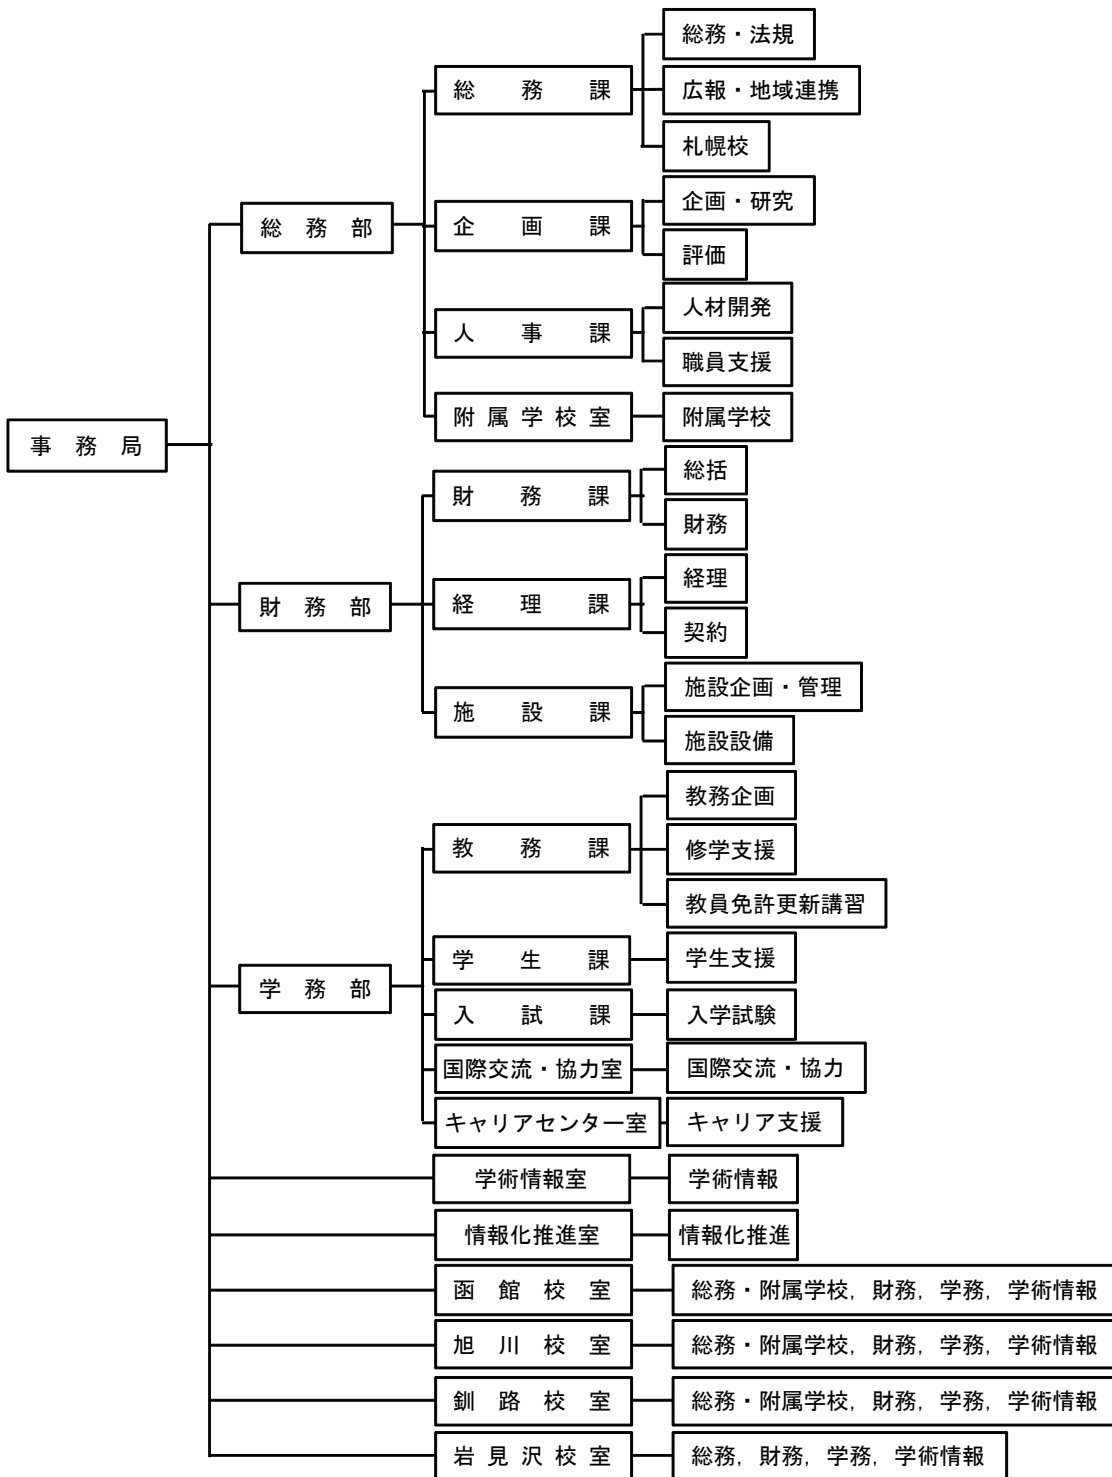 総務・法規
総務課
広報・地域連携
札幌校
企画・研究
総務部
企画課
評価
人材開発
人事課
職員支援
附属学校室
附属学校
事務局
総括
財務課
財務
経理
財務部
経理課
契約
施設企画・管理
施設課
施設設備
教務企画
教務課
修学支援
教員免許更新講習
学生課
学生支援
学務部
入試課
入学試験
国際交流・協力室
国際交流・協力
キャリアセンター室
キャリア支援
学術情報室
学術情報
情報化推進室
情報化推進
函館校室
総務・附属学校，財務，学務，学術情報
旭川校室
総務・附属学校，財務，学務，学術情報
釧路校室
総務・附属学校，財務，学務，学術情報
岩見沢校室
総務，財務，学務，学術情報